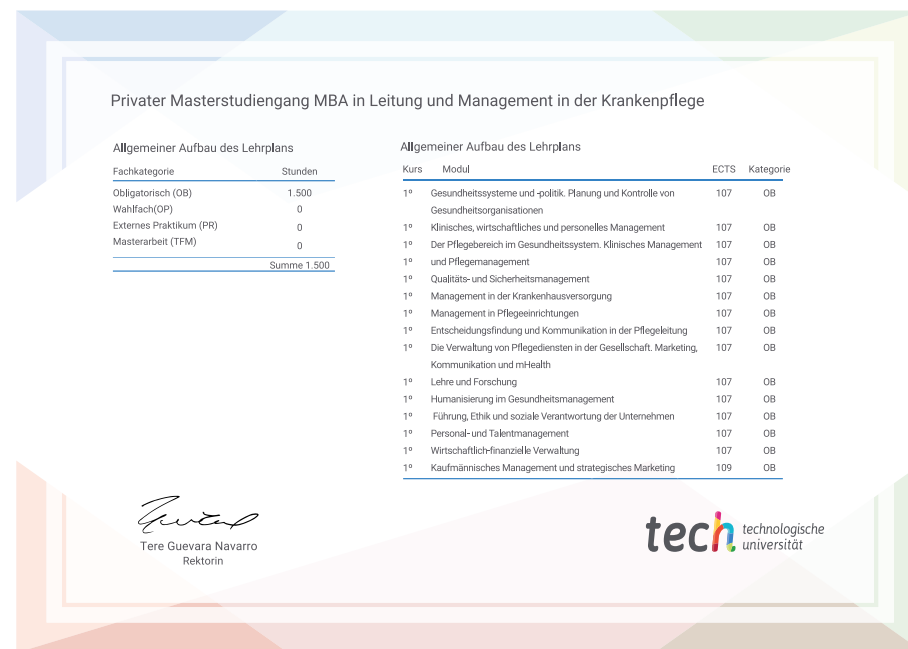 Privater Masterstudiengang MBA in Leitung und Management in der Krankenpflege
Allgemeiner Aufbau des Lehrplans
Fachkategorie Stunden
Obligatorisch (OB) 1.500
Wahlfach(OP) 0
Externes Praktikum (PR) 0
Masterarbeit (TFM) 0
Summe 1.500
Allgemeiner Aufbau des Lehrplans
Kurs Modul ECTS Kategorie
1º Gesundheitssysteme und -politik. Planung und Kontrolle von 107 OB
Gesundheitsorganisationen
1º Klinisches, wirtschaftliches und personelles Management 107 OB
1º Der Pflegebereich im Gesundheitssystem. Klinisches Management 107 OB
1º und Pflegemanagement 107 OB
1º Qualitäts- und Sicherheitsmanagement 107 OB
1º Management in der Krankenhausversorgung 107 OB
1º Management in Pflegeeinrichtungen 107 OB
1º Entscheidungsfindung und Kommunikation in der Pflegeleitung 107 OB
1º Die Verwaltung von Pflegediensten in der Gesellschaft. Marketing, 107 OB
Kommunikation und mHealth
1º Lehre und Forschung 107 OB
1º Humanisierung im Gesundheitsmanagement 107 OB
1º Führung, Ethik und soziale Verantwortung der Unternehmen 107 OB
1º Personal- und Talentmanagement 107 OB
1º Wirtschaftlich-finanzielle Verwaltung 107 OB
1º Kaufmännisches Management und strategisches Marketing 109 OB
Tere Guevara Navarro
Rektorin
tech technologische
universität